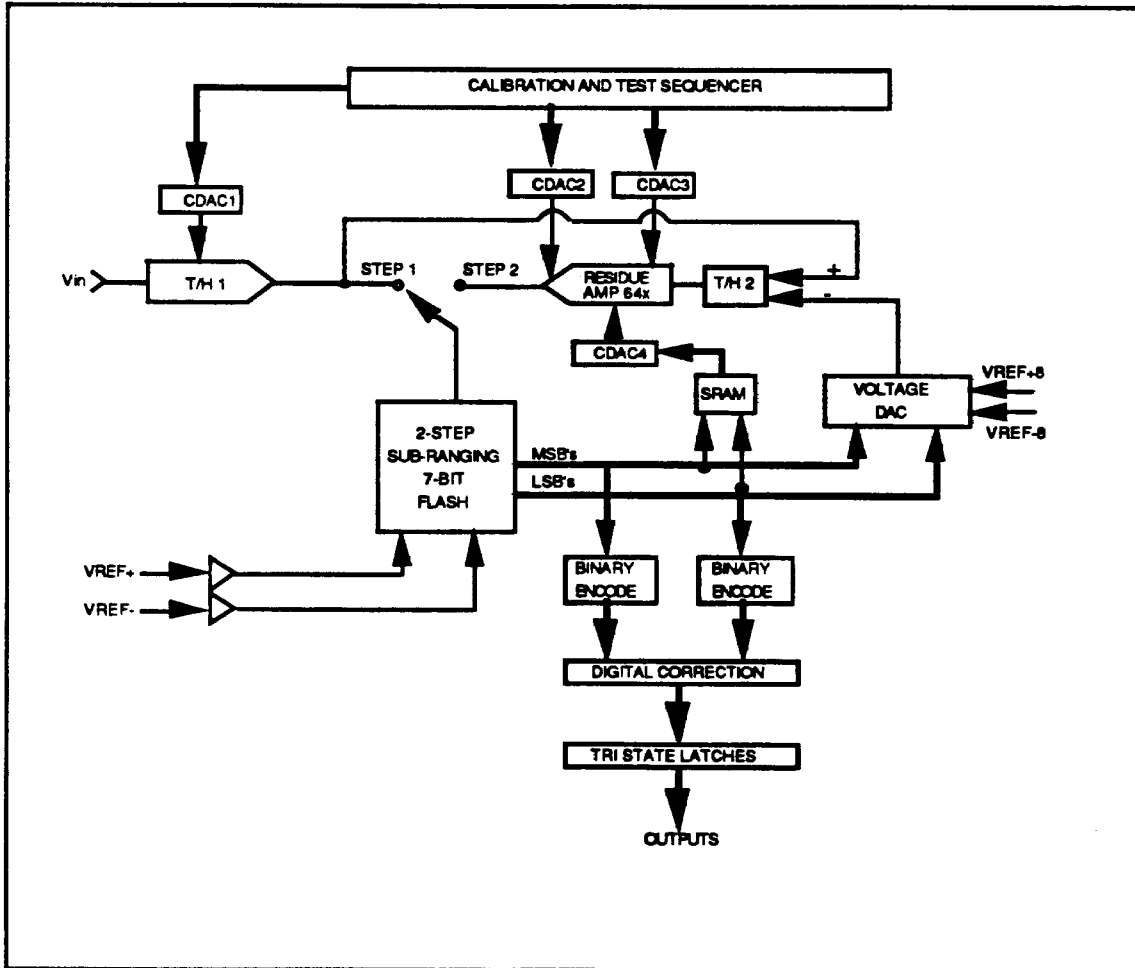 CALIBRATION AND TEST SEQUENCER
CDAC1
CDAC2
CDAC3
Vin
T/H 1
STEP 1
STEP 2
RESIDUE
AMP 64x
T/H 2
+
-
CDAC4
SRAM
VOLTAGE
DAC
VREF+8
VREF-8
2-STEP
SUB-RANGING
7-BIT
FLASH
MSB's
LSB's
VREF+
VREF-
BINARY
ENCODE
BINARY
ENCODE
DIGITAL CORRECTION
TRI STATE LATCHES
OUTPUTS